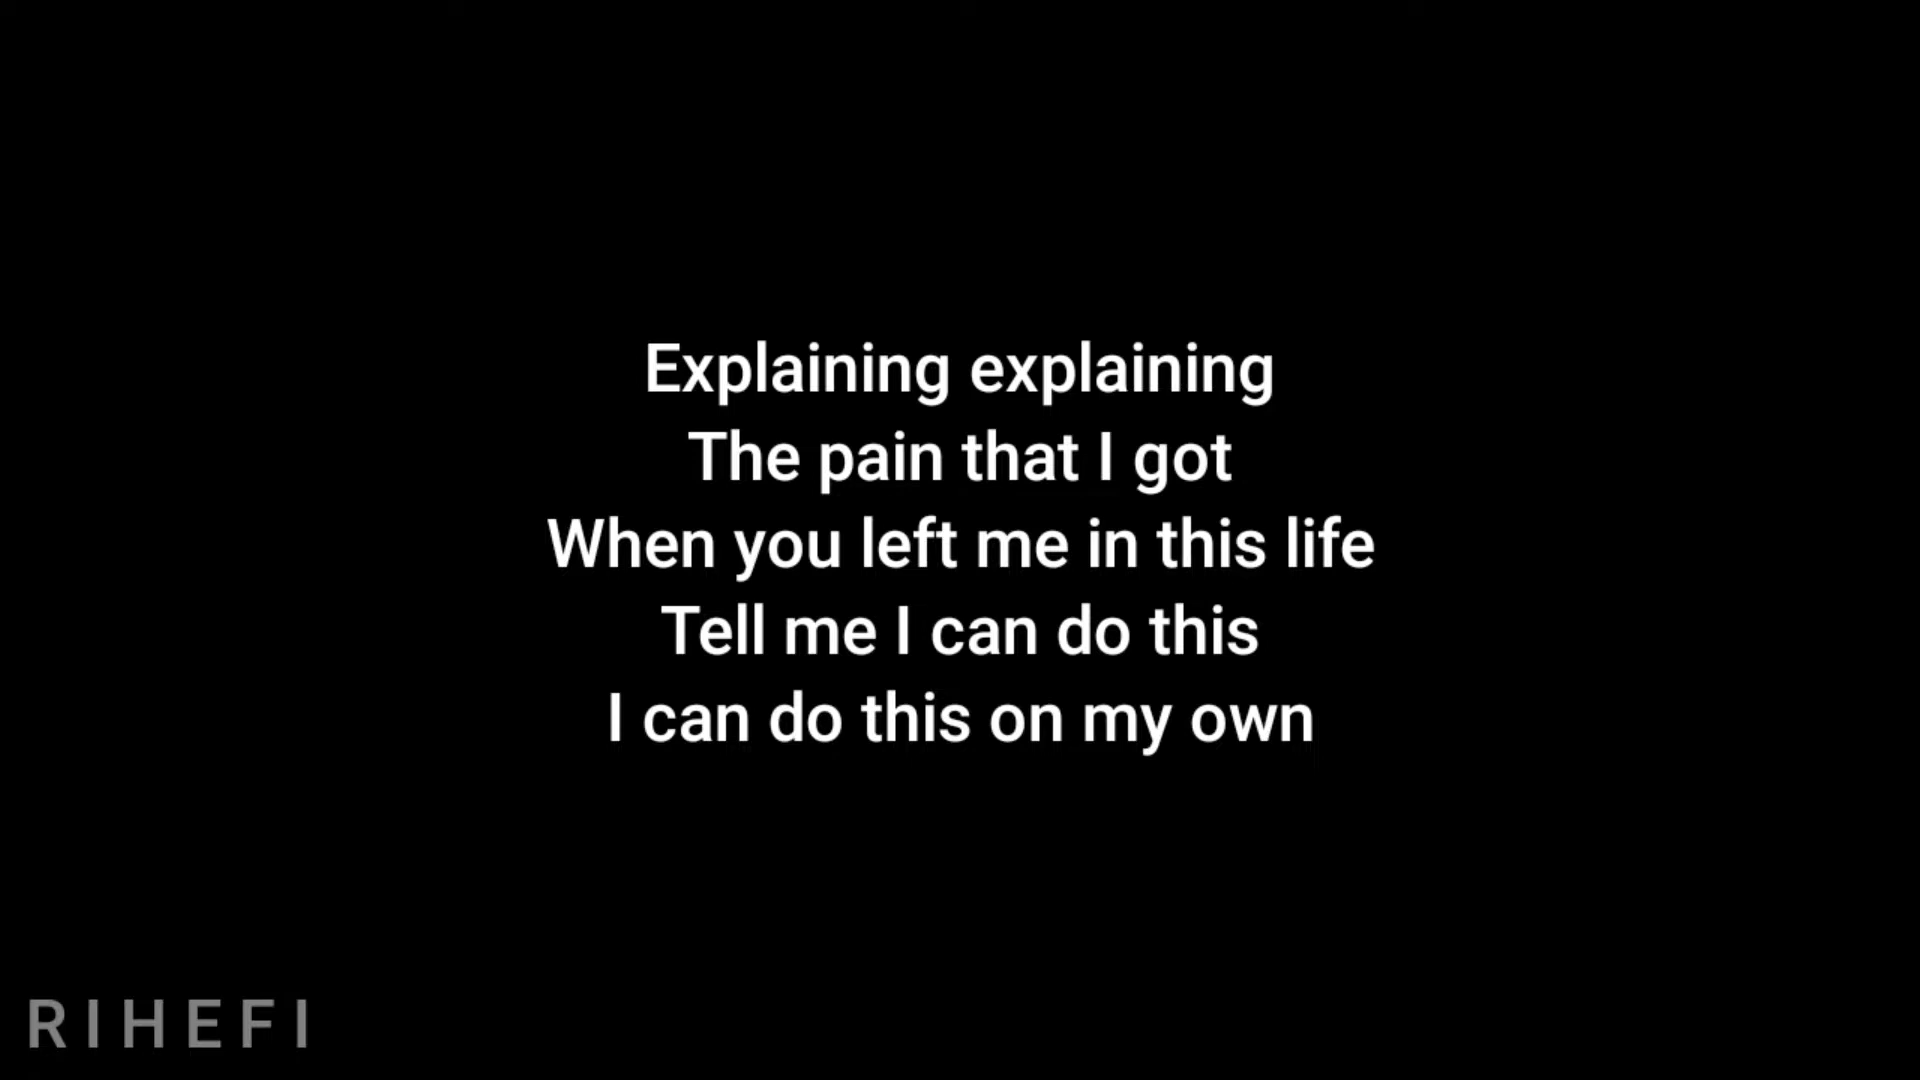 Explaining explaining
The pain that I got
When you left me in this life
Tell me I can do this
I can do this on my own
RIHEFI